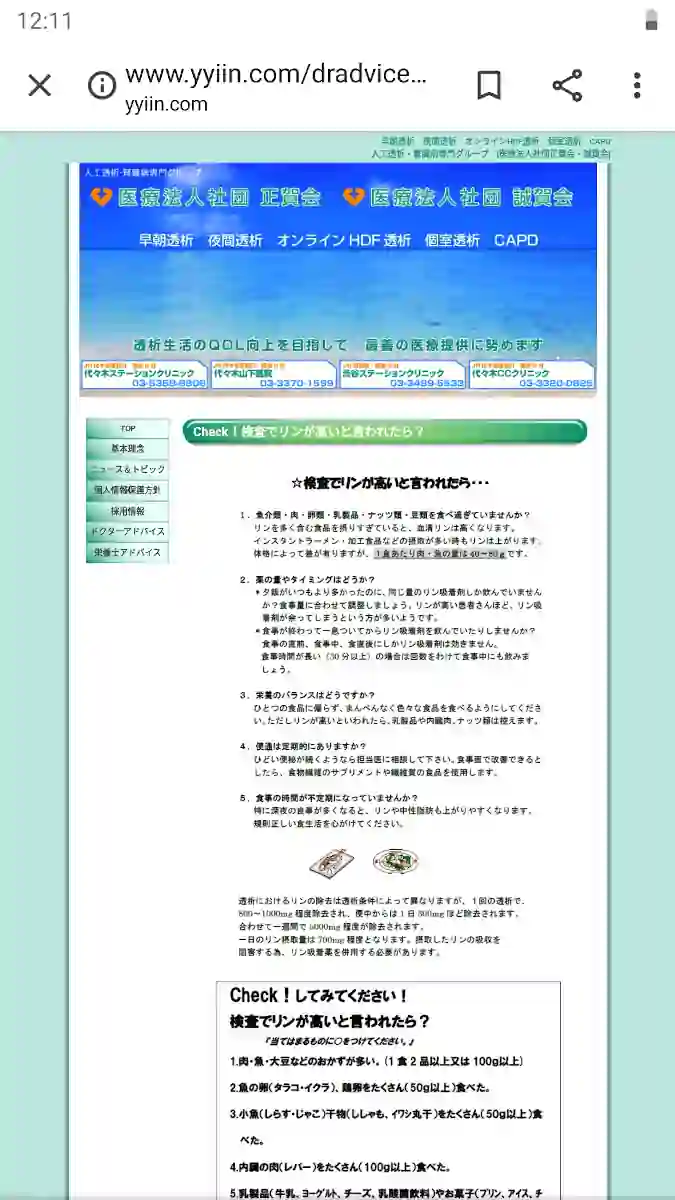 12:11
www.yyiin.com/dradvice...
yyiin.com
早朝透析 夜間透析 オンラインHDF透析 個室透析 CAPD
人工透析・腎臓病専門グループ (医療法人社団正賀会・誠賀会)
人工透析・腎臓病専門グループ
医療法人社団 正賀会 医療法人社団 誠賀会
早朝透析 夜間透析 オンラインHDF透析 個室透析 CAPD
透析生活のQOL向上を目指して 最善の医療提供に努めます
代々木ステーションクリニック 代々木山下医院 渋谷ステーションクリニック 代々木CCクリニック
03-5358-8808 03-3370-1599 03-3499-5533 03-3320-0825
TOP
基本理念
ニュース&トピック
個人情報保護方針
採用情報
ドクターアドバイス
栄養士アドバイス
Check!検査でリンが高いと言われたら?
☆検査でリンが高いと言われたら・・・
1.魚介類・肉・卵類・乳製品・ナッツ類・豆類を食べ過ぎていませんか?
リンを多く含む食品を摂りすぎていると、血清リンは高くなります。
インスタントラーメン・加工食品などの摂取が多い時もリンは上がります。
体格によって差が有りますが、1食あたり肉・魚の量は40~80gです。
2.薬の量やタイミングはどうか?
*夕飯がいつもより多かったのに、同じ量のリン吸着剤しか飲んでいません
か?食事量に合わせて調整しましょう。リンが高い患者さんほど、リン吸
着剤が余ってしまうという方が多いようです。
*食事が終わって一息ついてからリン吸着剤を飲んでいたりしませんか?
食事の直前、食事中、食直後にしかリン吸着剤は効きません。
食事時間が長い(30分以上)の場合は回数をわけて食事中にも飲みま
しょう。
3.栄養のバランスはどうですか?
ひとつの食品に偏らず、まんべんなく色々な食品を食べるようにしてくださ
い。ただしリンが高いといわれたら、乳製品や内臓肉、ナッツ類は控えます。
4.便通は定期的にありますか?
ひどい便秘が続くようなら担当医に相談して下さい。食事面で改善できると
したら、食物繊維のサプリメントや繊維質の食品を使用します。
5.食事の時間が不定期になっていませんか?
特に深夜の食事が多くなると、リンや中性脂肪も上がりやすくなります。
規則正しい食生活を心がけてください。
透析におけるリンの除去は透析条件によって異なりますが、1回の透析で、
800~1000mg程度除去され、便中からは1日300mgほど除去されます。
合わせて一週間で5000mg程度が除去されます。
一日のリン摂取量は700mg程度となります。摂取したリンの吸収を
阻害する為、リン吸着薬を併用する必要があります。
Check!してみてください!
検査でリンが高いと言われたら?
『当てはまるものに○をつけてください。』
1.肉・魚・大豆などのおかずが多い。(1食2品以上又は100g以上)
2.魚の卵(タラコ・イクラ)、鶏卵をたくさん(50g以上)食べた。
3.小魚(しらす・じゃこ)干物(ししゃも、イワシ丸干)をたくさん(50g以上)食
べた。
4.内臓の肉(レバー)をたくさん(100g以上)食べた。
5.乳製品(牛乳、ヨーグルト、チーズ、乳酸菌飲料)やお菓子(プリン、アイス、チ